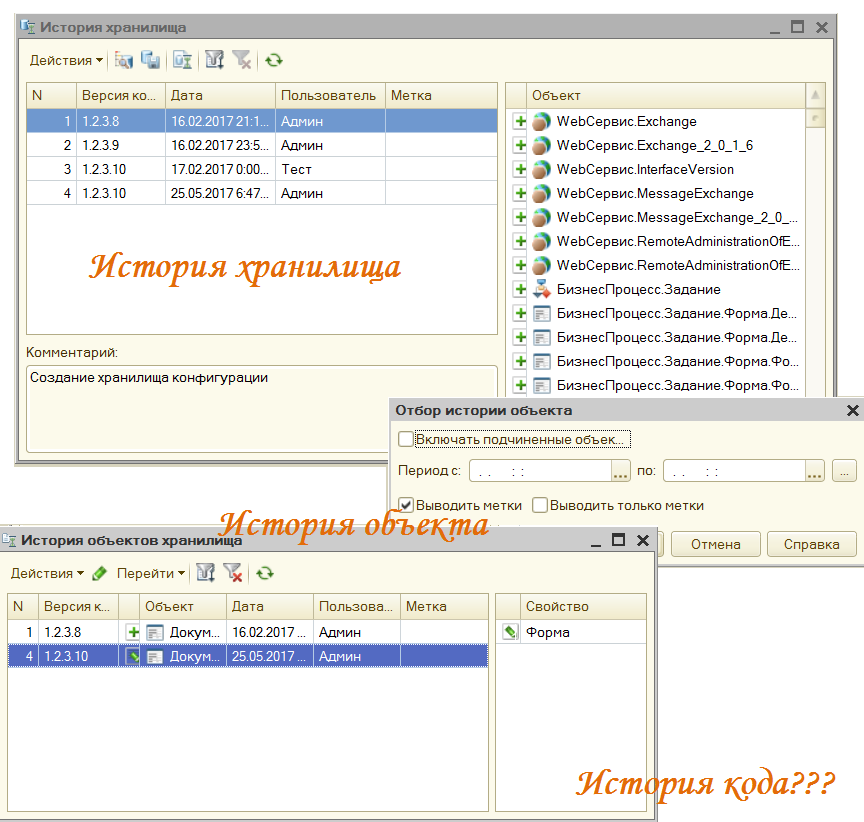 История хранилища
Действия
N Версия ко... Дата Пользователь Метка
1 1.2.3.8 16.02.2017 21:1... Админ
2 1.2.3.9 16.02.2017 23:5... Админ
3 1.2.3.10 17.02.2017 0:00... Тест
4 1.2.3.10 25.05.2017 6:47... Админ
История хранилища
Комментарий:
Создание хранилища конфигурации
Объект
WebСервис.Exchange
WebСервис.Exchange_2_0_1_6
WebСервис.InterfaceVersion
WebСервис.MessageExchange
WebСервис.MessageExchange_2_0_...
WebСервис.RemoteAdministrationOfE...
WebСервис.RemoteAdministrationOfE...
БизнесПроцесс.Задание
БизнесПроцесс.Задание.Форма.Де...
БизнесПроцесс.Задание.Форма.Де...
БизнесПроцесс.Задание.Форма.Фо...
БизнесПроцесс.Задание.Форма.Фо...
Отбор истории объекта
Включать подчиненные объек...
Период с: . . : : ... по: . . : : ... ...
Выводить метки Выводить только метки
Отмена Справка
История объекта
История объектов хранилища
Действия Перейти
N Версия к... Объект Дата Пользова... Метка
1 1.2.3.8 Докум... 16.02.2017 ... Админ
4 1.2.3.10 Докум... 25.05.2017 ... Админ
Свойство
Форма
История кода???